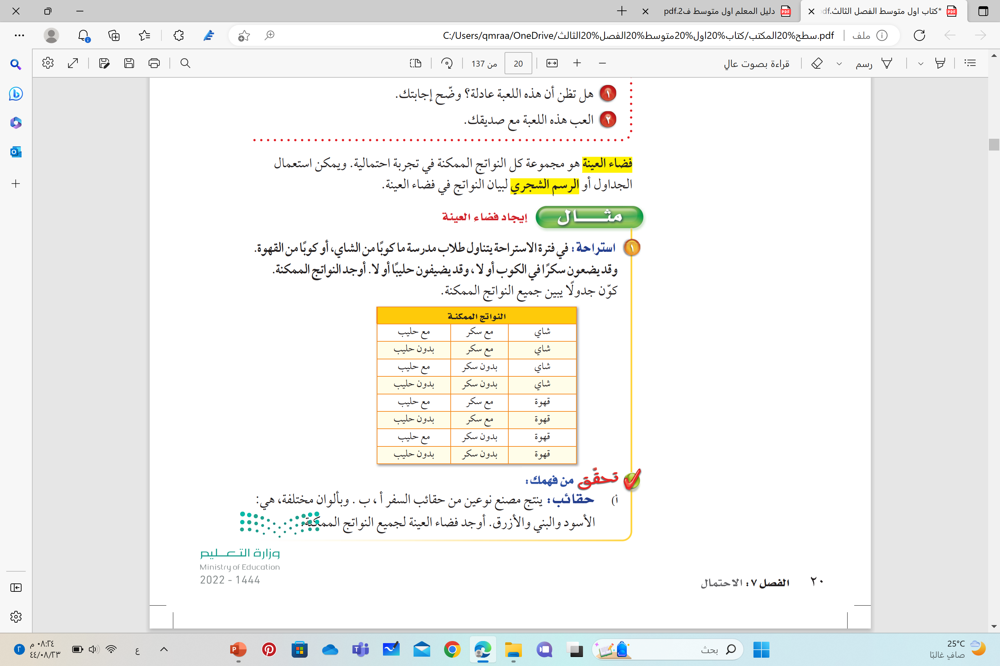 *كتاب اول متوسط الفصل الثالث.pdf
دليل المعلم اول متوسط ف2.pdf
ملف
C:/Users/qmraa/OneDrive/سطح%20المكتب/كتاب%20اول%20متوسط%20الفصل%20الثالث.pdf
رسم
قراءة بصوت عالٍ
20
من 137
١ هل تظن أن هذه اللعبة عادلة؟ وضّح إجابتك.
٢ العب هذه اللعبة مع صديقك.
فضاء العينة هو مجموعة كل النواتج الممكنة في تجربة احتمالية. ويمكن استعمال
الجداول أو الرسم الشجري لبيان النواتج في فضاء العينة.
مثــــال إيجاد فضاء العينة
١ استراحة: في فترة الاستراحة يتناول طلاب مدرسة ما كوبًا من الشاي، أو كوبًا من القهوة.
وقد يضعون سكرًا في الكوب أو لا، وقد يضيفون حليبًا أو لا. أوجد النواتج الممكنة.
كوّن جدولًا يبين جميع النواتج الممكنة.
النواتج الممكنـة
شاي مع سكر مع حليب
شاي مع سكر بدون حليب
شاي بدون سكر مع حليب
شاي بدون سكر بدون حليب
قهوة مع سكر مع حليب
قهوة مع سكر بدون حليب
قهوة بدون سكر مع حليب
قهوة بدون سكر بدون حليب
تحقّق من فهمك:
أ) حقائب: ينتج مصنع نوعين من حقائب السفر أ ، ب . وبألوان مختلفة، هي:
الأسود والبني والأزرق. أوجد فضاء العينة لجميع النواتج الممكنة.
وزارة التعـــليم
Ministry of Education
2022 - 1444
٢٠ الفصل ٧: الاحتمال
25°C
صافٍ غالبًا
بحث
ع
٠٨:٢٤ م
٤٤/٠٨/٢٣
٢